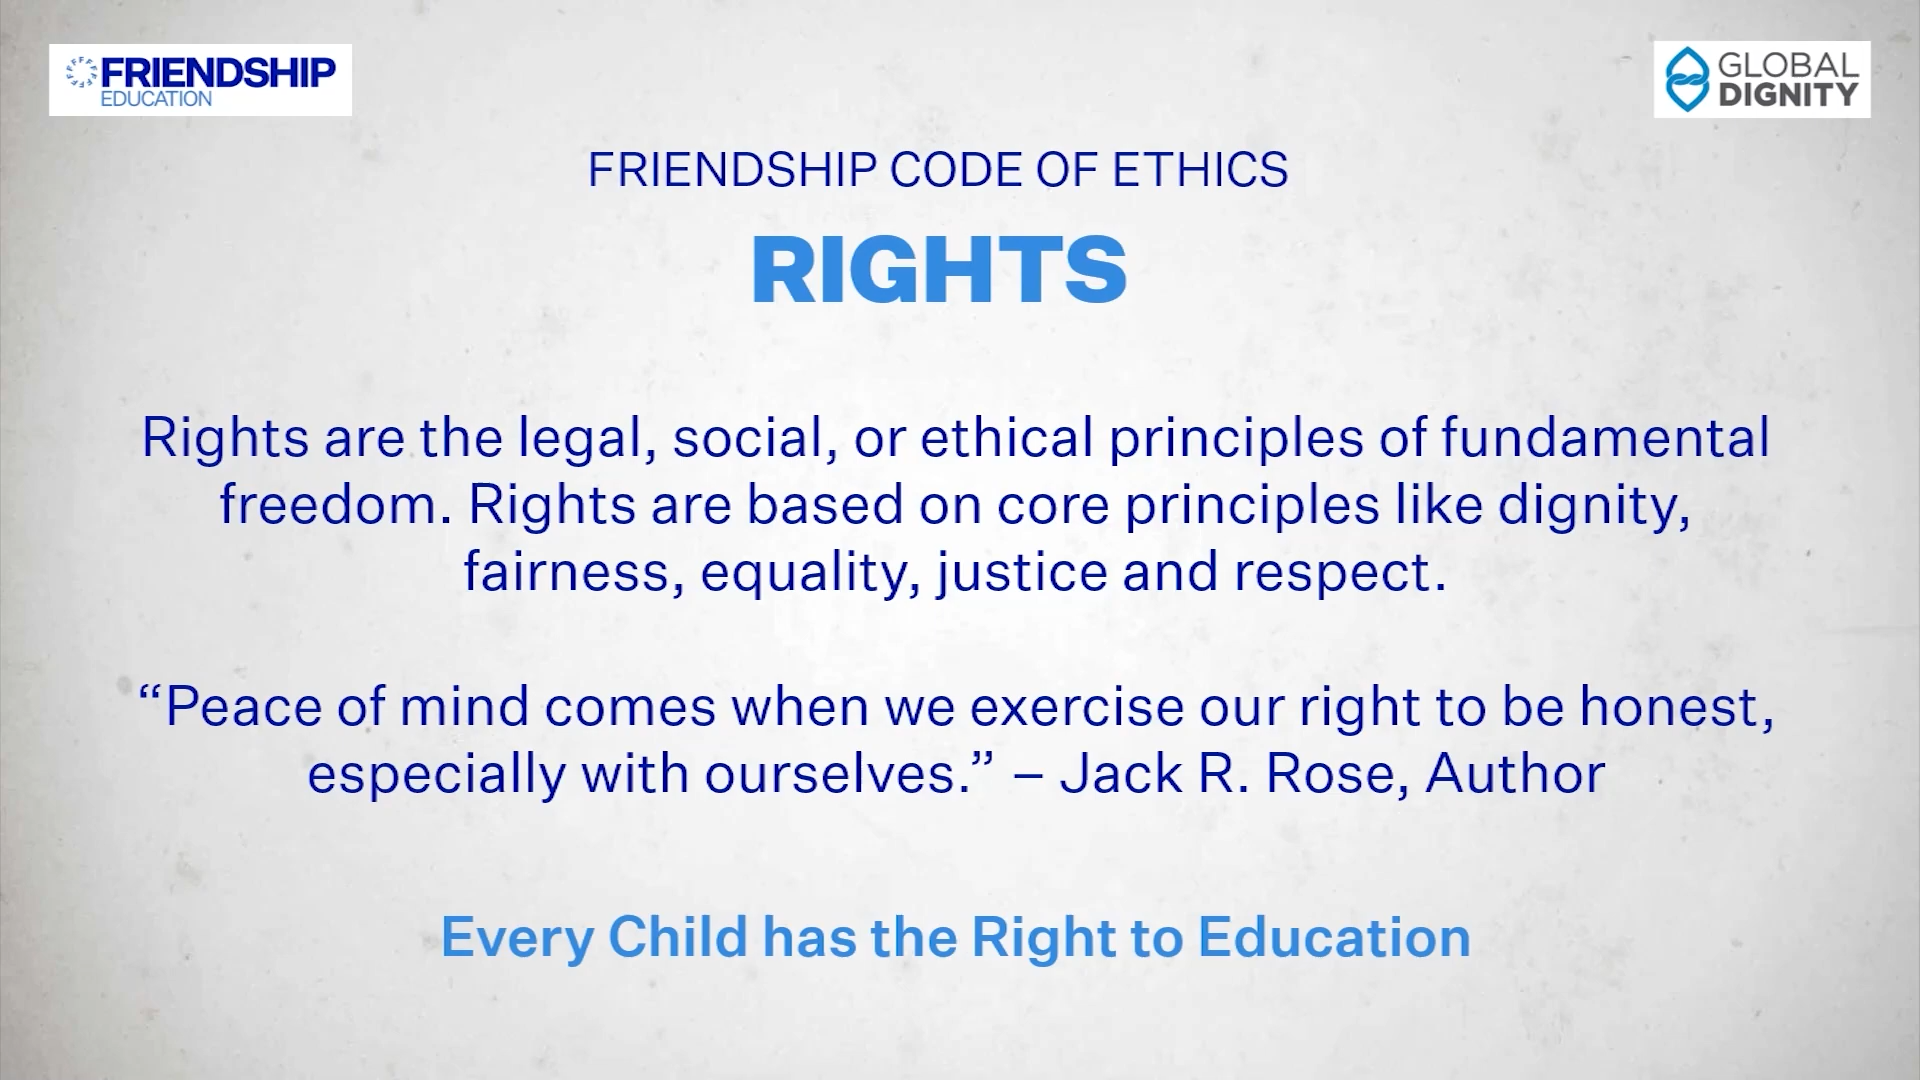 FRIENDSHIP
EDUCATION
GLOBAL
DIGNITY
FRIENDSHIP CODE OF ETHICS
RIGHTS
Rights are the legal, social, or ethical principles of fundamental
freedom. Rights are based on core principles like dignity,
fairness, equality, justice and respect.
“Peace of mind comes when we exercise our right to be honest,
especially with ourselves.” – Jack R. Rose, Author
Every Child has the Right to Education